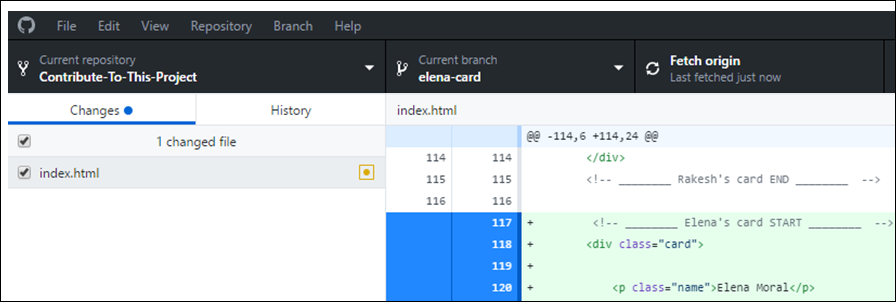 File Edit View Repository Branch Help
Current repository
Contribute-To-This-Project
Current branch
elena-card
Fetch origin
Last fetched just now
Changes History
1 changed file
index.html
index.html
@@ -114,6 +114,24 @@
114 114 </div>
115 115 <!-- ________ Rakesh's card END ________ -->
116 116
117 + <!-- ________ Elena's card START ________ -->
118 + <div class="card">
119 +
120 + <p class="name">Elena Moral</p>